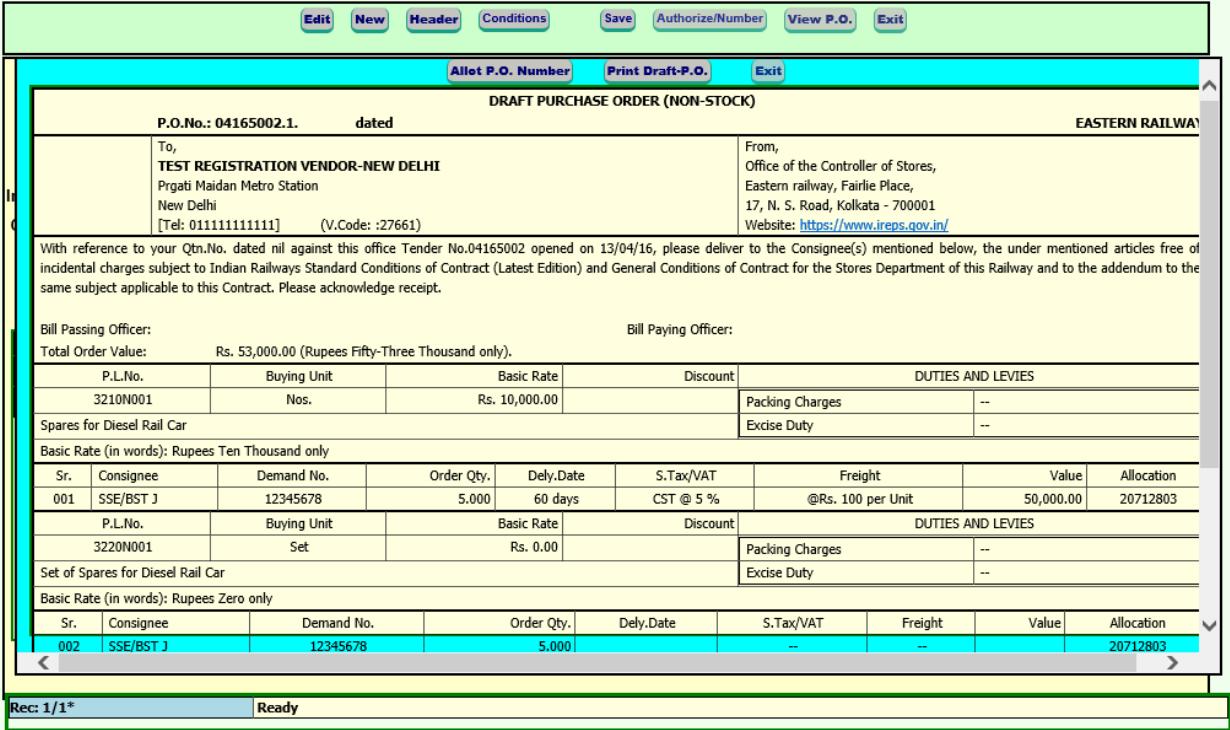 Edit New Header Conditions Save Authorize/Number View P.O. Exit
Allot P.O. Number Print Draft-P.O. Exit
DRAFT PURCHASE ORDER (NON-STOCK)
P.O.No.: 04165002.1. dated EASTERN RAILWAY
To, From,
TEST REGISTRATION VENDOR-NEW DELHI Office of the Controller of Stores,
Prgati Maidan Metro Station Eastern railway, Fairlie Place,
New Delhi 17, N. S. Road, Kolkata - 700001
[Tel: 011111111111] (V.Code: :27661) Website: https://www.ireps.gov.in/
With reference to your Qtn.No. dated nil against this office Tender No.04165002 opened on 13/04/16, please deliver to the Consignee(s) mentioned below, the under mentioned articles free of
incidental charges subject to Indian Railways Standard Conditions of Contract (Latest Edition) and General Conditions of Contract for the Stores Department of this Railway and to the addendum to the
same subject applicable to this Contract. Please acknowledge receipt.
Bill Passing Officer: Bill Paying Officer:
Total Order Value: Rs. 53,000.00 (Rupees Fifty-Three Thousand only).
P.L.No. Buying Unit Basic Rate Discount DUTIES AND LEVIES
3210N001 Nos. Rs. 10,000.00 Packing Charges --
Spares for Diesel Rail Car Excise Duty --
Basic Rate (in words): Rupees Ten Thousand only
Sr. Consignee Demand No. Order Qty. Dely.Date S.Tax/VAT Freight Value Allocation
001 SSE/BST J 12345678 5.000 60 days CST @ 5 % @Rs. 100 per Unit 50,000.00 20712803
P.L.No. Buying Unit Basic Rate Discount DUTIES AND LEVIES
3220N001 Set Rs. 0.00 Packing Charges --
Set of Spares for Diesel Rail Car Excise Duty --
Basic Rate (in words): Rupees Zero only
Sr. Consignee Demand No. Order Qty. Dely.Date S.Tax/VAT Freight Value Allocation
002 SSE/BST J 12345678 5.000 -- -- 20712803
Rec: 1/1* Ready